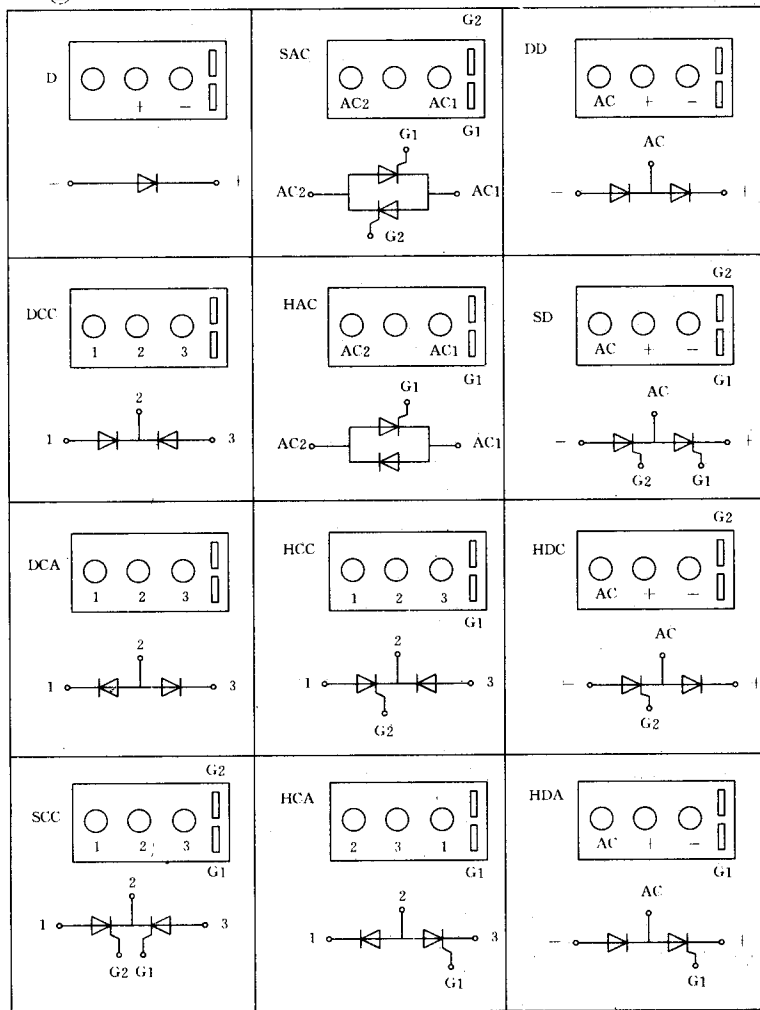 D
+ −
− +
SAC
G2
AC2 AC1
G1
G1
AC2 AC1
G2
DD
AC + −
AC
− +
DCC
1 2 3
2
1 3
HAC
AC2 AC1
G1
G1
AC2 AC1
G2
SD
AC + −
G1
AC
− +
G2 G1
DCA
1 2 3
2
1 3
HCC
1 2 3
G1
2
1 3
G2
G2
HDC
AC + −
AC
− +
G2
G2
SCC
1 2 3
G1
2
1 3
G2 G1
HCA
2 3 1
G1
2
1 3
G1
HDA
AC + −
G1
AC
− +
G1